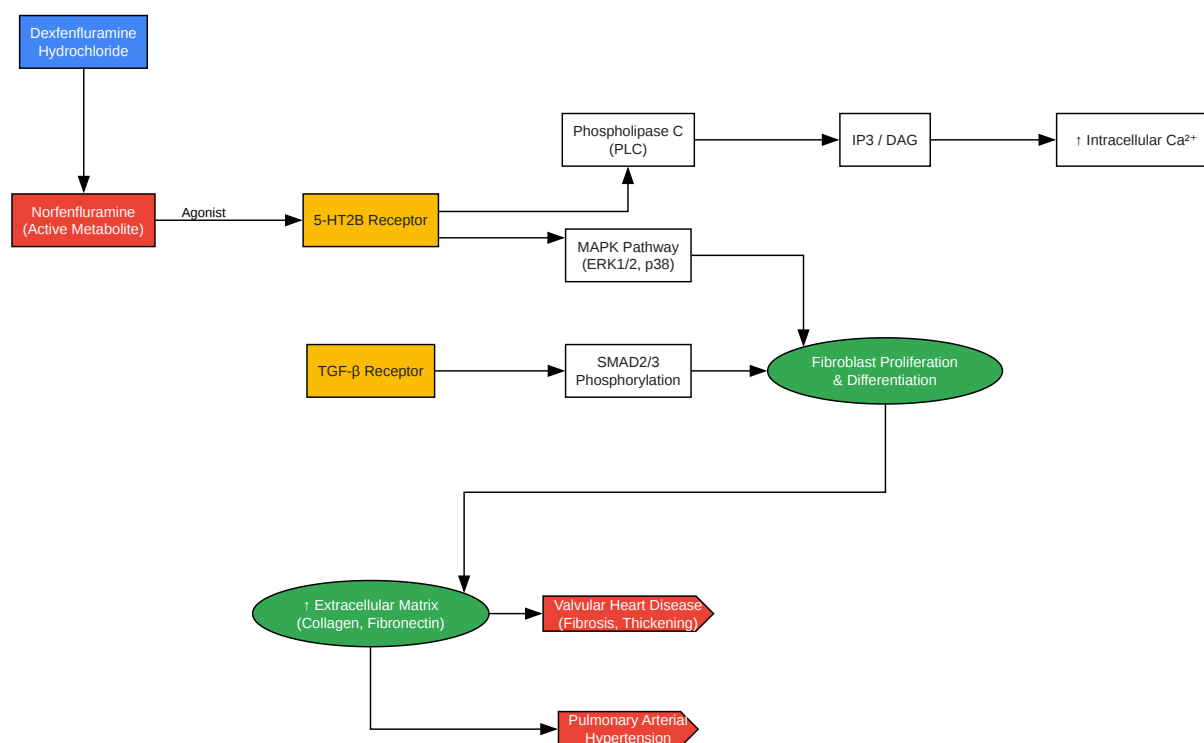 Dexfenfluramine
Hydrochloride
Phospholipase C
(PLC)
IP3 / DAG
↑ Intracellular Ca²⁺
Norfenfluramine
(Active Metabolite)
Agonist
5-HT2B Receptor
MAPK Pathway
(ERK1/2, p38)
TGF-β Receptor
SMAD2/3
Phosphorylation
Fibroblast Proliferation
& Differentiation
↑ Extracellular Matrix
(Collagen, Fibronectin)
Valvular Heart Disease
(Fibrosis, Thickening)
Pulmonary Arterial
Hypertension